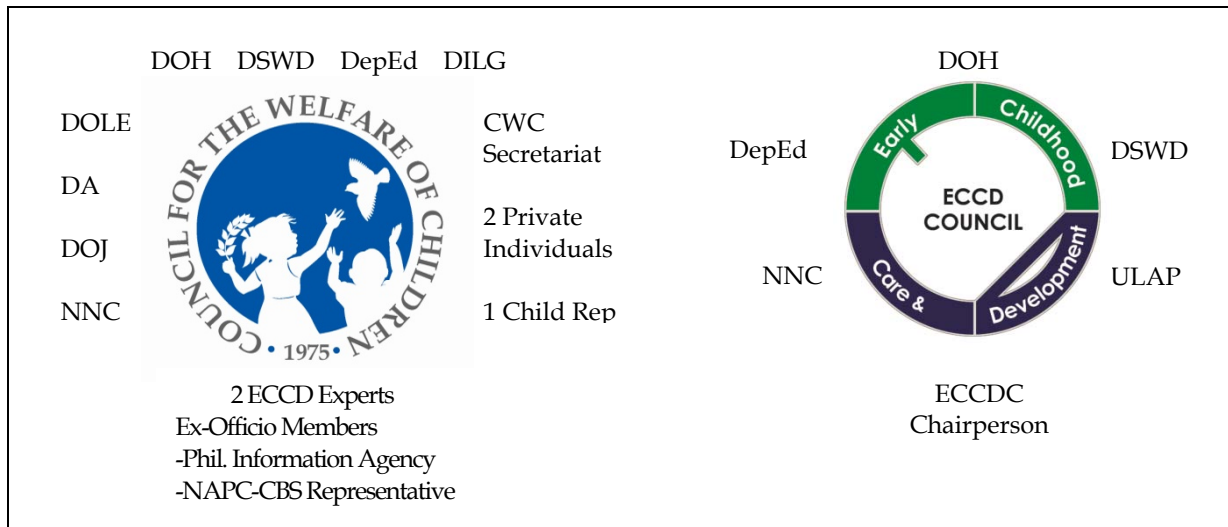 DOH DSWD DepEd DILG
DOLE
DA
DOJ
NNC
COUNCIL FOR THE WELFARE OF CHILDREN
• 1975 •
CWC
Secretariat
2 Private
Individuals
1 Child Rep
2 ECCD Experts
Ex-Officio Members
-Phil. Information Agency
-NAPC-CBS Representative
DOH
DepEd
NNC
Early
Childhood
Care &
Development
ECCD
COUNCIL
DSWD
ULAP
ECCDC
Chairperson